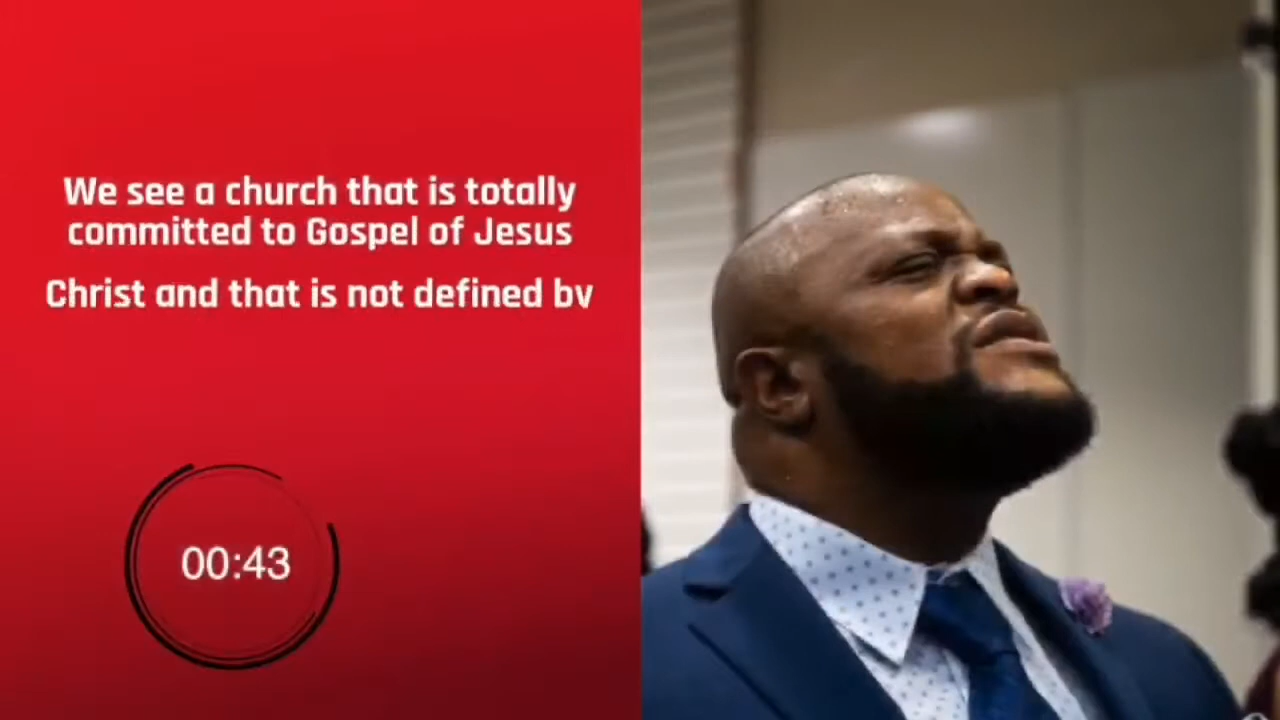 We see a church that is totally
committed to Gospel of Jesus
Christ and that is not defined by
00:43